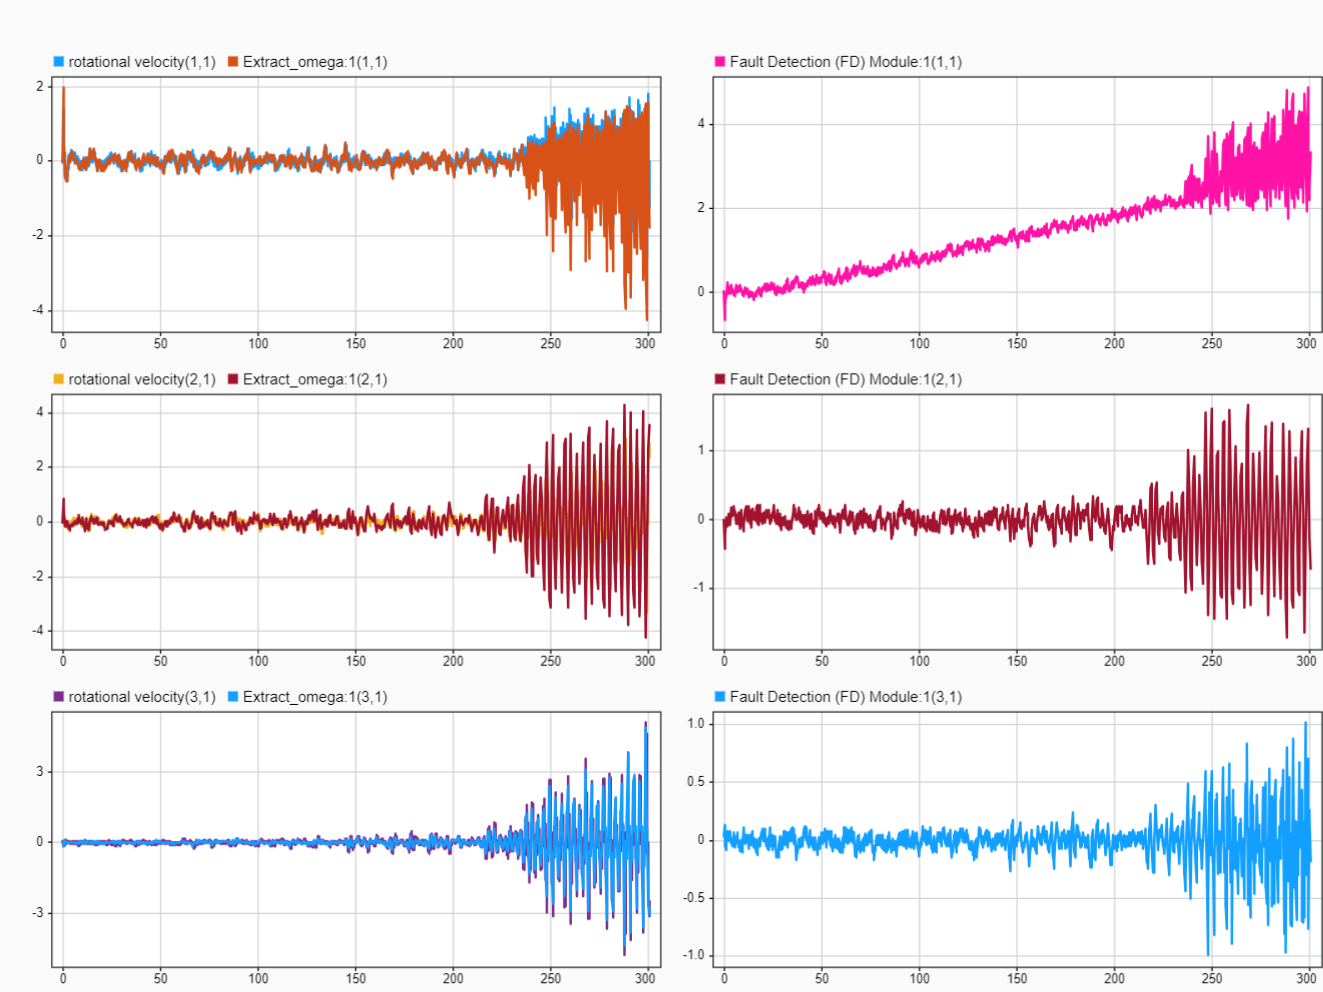 rotational velocity(1,1) Extract_omega:1(1,1)
2
0
-2
-4
0 50 100 150 200 250 300
Fault Detection (FD) Module:1(1,1)
4
2
0
0 50 100 150 200 250 300
rotational velocity(2,1) Extract_omega:1(2,1)
4
2
0
-2
-4
0 50 100 150 200 250 300
Fault Detection (FD) Module:1(2,1)
1
0
-1
0 50 100 150 200 250 300
rotational velocity(3,1) Extract_omega:1(3,1)
3
0
-3
0 50 100 150 200 250 300
Fault Detection (FD) Module:1(3,1)
1.0
0.5
0
-0.5
-1.0
0 50 100 150 200 250 300